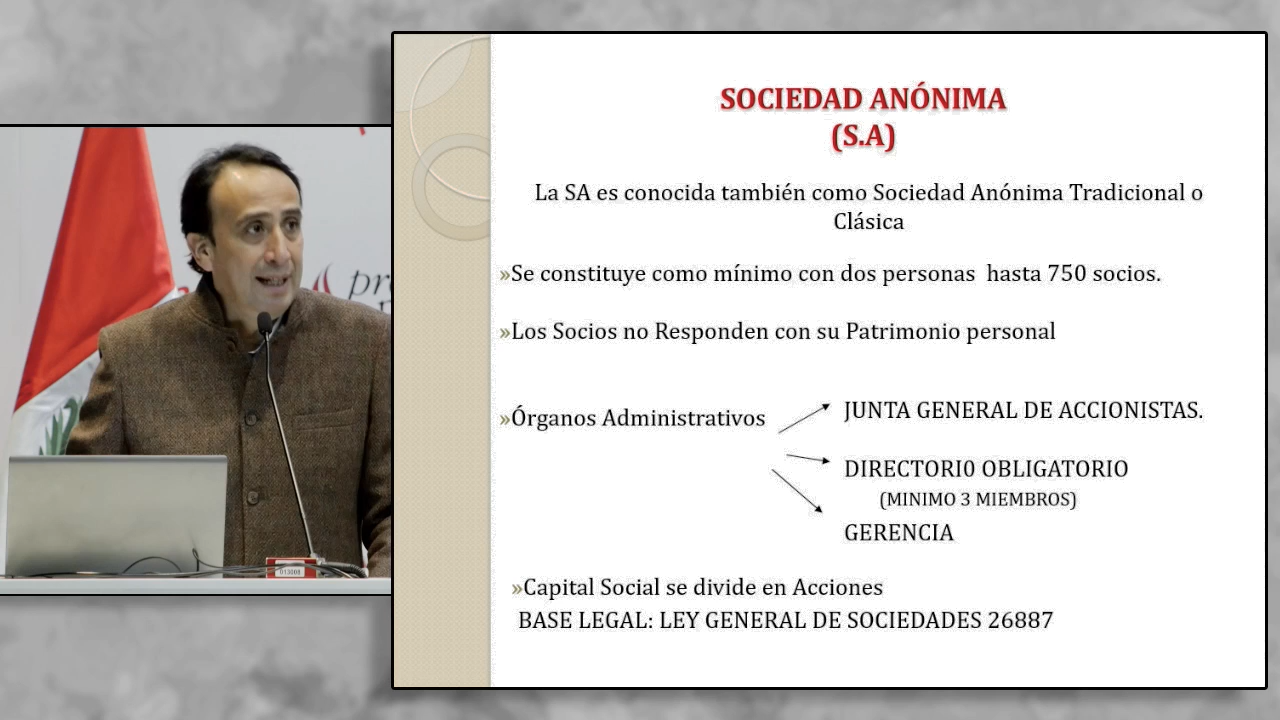 SOCIEDAD ANÓNIMA
(S.A)
La SA es conocida también como Sociedad Anónima Tradicional o
Clásica
»Se constituye como mínimo con dos personas hasta 750 socios.
»Los Socios no Responden con su Patrimonio personal
»Órganos Administrativos
JUNTA GENERAL DE ACCIONISTAS.
DIRECTORI0 OBLIGATORIO
(MINIMO 3 MIEMBROS)
GERENCIA
»Capital Social se divide en Acciones
BASE LEGAL: LEY GENERAL DE SOCIEDADES 26887